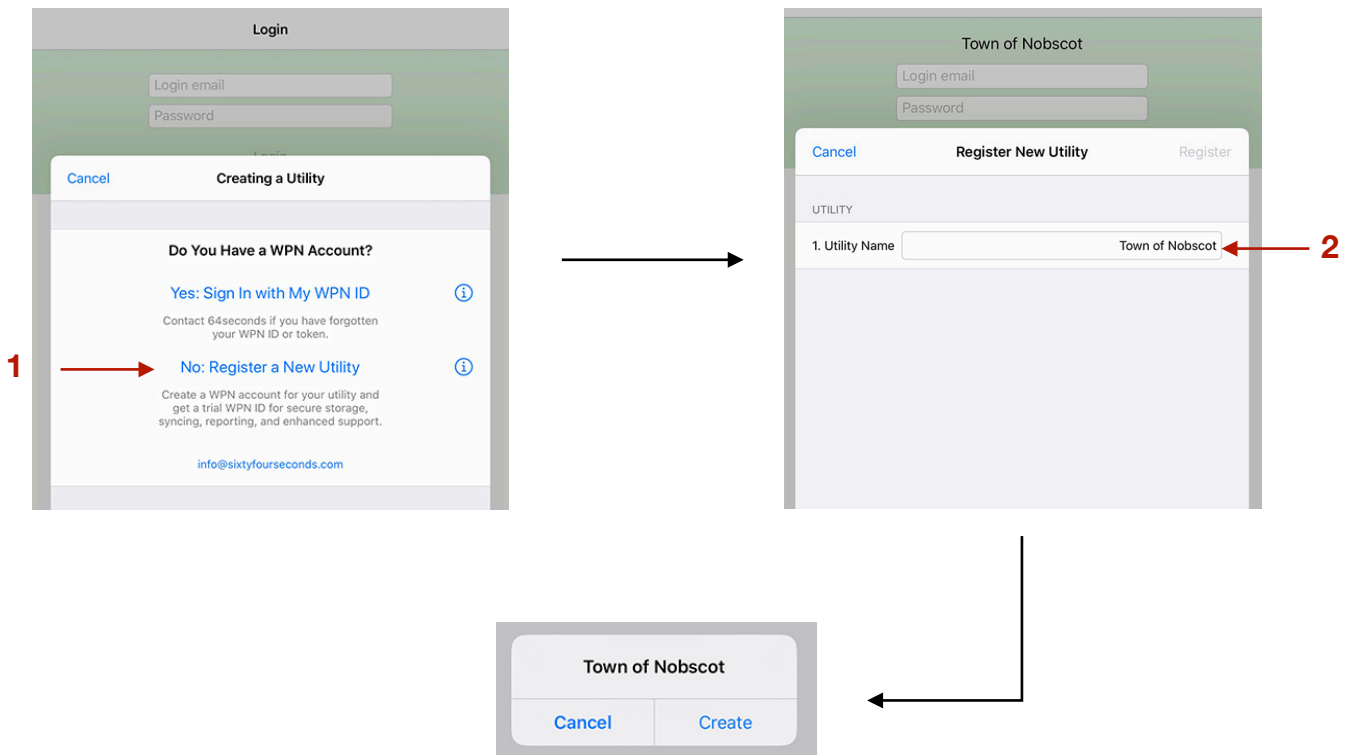 Login
Login email
Password
Login
Cancel
Creating a Utility
Do You Have a WPN Account?
Yes: Sign In with My WPN ID
Contact 64seconds if you have forgotten
your WPN ID or token.
1
No: Register a New Utility
Create a WPN account for your utility and
get a trial WPN ID for secure storage,
syncing, reporting, and enhanced support.
info@sixtyfourseconds.com
Town of Nobscot
Login email
Password
Cancel
Register New Utility
Register
UTILITY
1. Utility Name
Town of Nobscot
2
Town of Nobscot
Cancel
Create